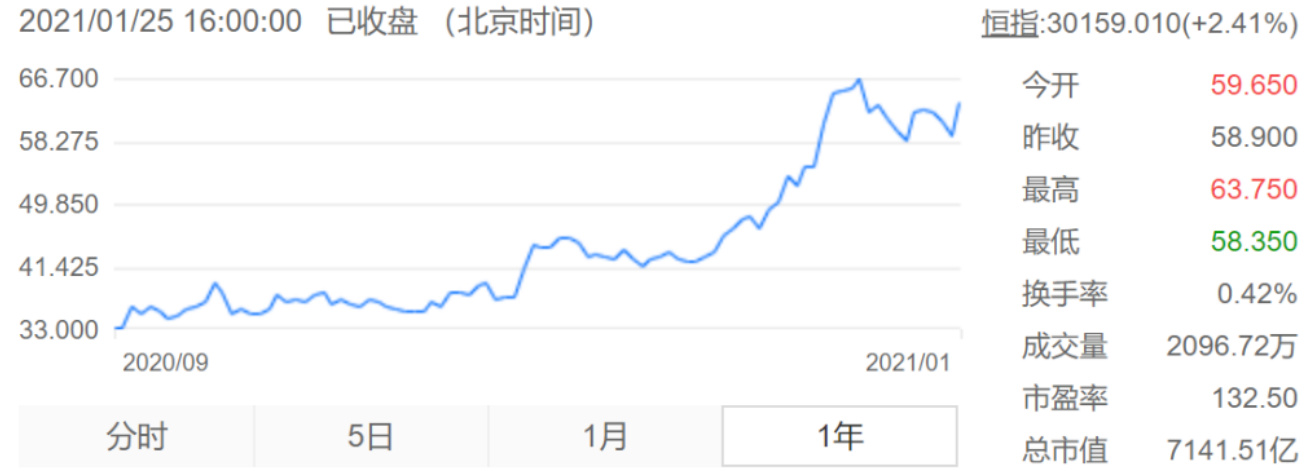 2021/01/25 16:00:00 已收盘 （北京时间）
恒指:30159.010(+2.41%)
66.700
58.275
49.850
41.425
33.000
2020/09
2021/01
分时
5日
1月
1年
今开 59.650
昨收 58.900
最高 63.750
最低 58.350
换手率 0.42%
成交量 2096.72万
市盈率 132.50
总市值 7141.51亿